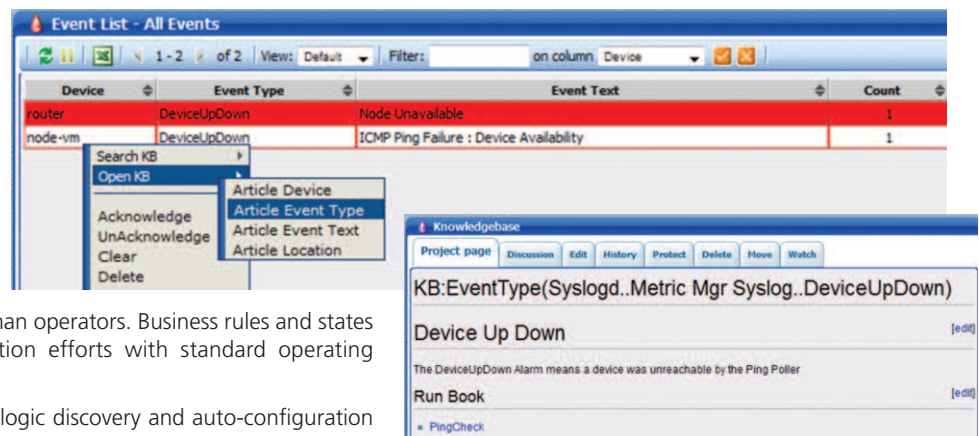 Event List - All Events
1 - 2 of 2 View: Default Filter: on column Device
Device Event Type Event Text Count
router DeviceUpDown Node Unavailable 1
node-vm DeviceUpDown ICMP Ping Failure : Device Availability 1
Search KB
Open KB
Acknowledge
UnAcknowledge
Clear
Delete
Article Device
Article Event Type
Article Event Text
Article Location
Knowledgebase
Project page Discussion Edit History Protect Delete Move Watch
KB:EventType(Syslogd..Metric Mgr Syslog..DeviceUpDown)
Device Up Down [edit]
The DeviceUpDown Alarm means a device was unreachable by the Ping Poller
Run Book [edit]
PingCheck
an operators. Business rules and states
tion efforts with standard operating
logic discovery and auto-configuration